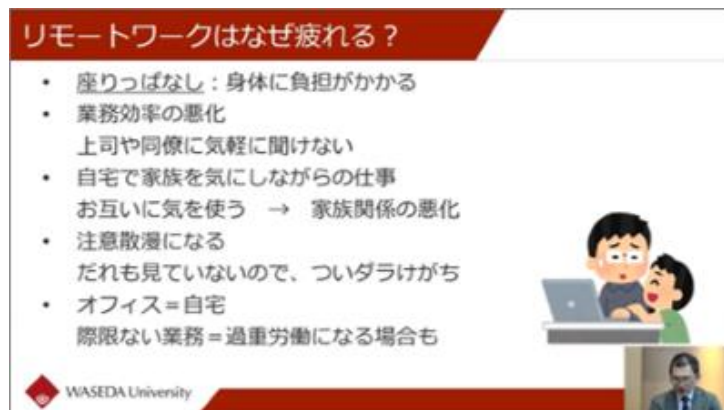 リモートワークはなぜ疲れる？
・ 座りっぱなし：身体に負担がかかる
・ 業務効率の悪化
上司や同僚に気軽に聞けない
・ 自宅で家族を気にしながらの仕事
お互いに気を使う → 家族関係の悪化
・ 注意散漫になる
だれも見ていないので、ついダラけがち
・ オフィス＝自宅
際限ない業務＝過重労働になる場合も
WASEDA University